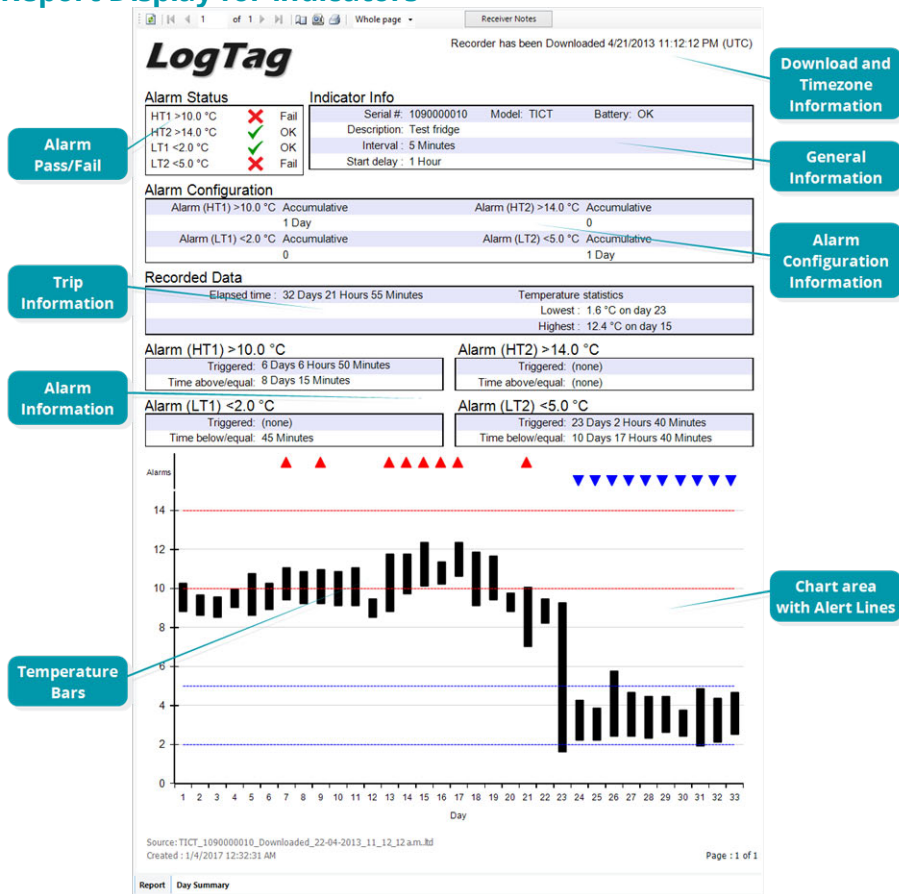 Report Display for Indicators
1 of 1 Whole page Receiver Notes
LogTag
Recorder has been Downloaded 4/21/2013 11:12:12 PM (UTC)
Download and
Timezone
Information
Alarm Status
HT1 >10.0 °C Fail
HT2 >14.0 °C OK
LT1 <2.0 °C OK
LT2 <5.0 °C Fail
Indicator Info
Serial #: 1090000010 Model: TICT Battery: OK
Description: Test fridge
Interval : 5 Minutes
Start delay : 1 Hour
Alarm
Pass/Fail
General
Information
Alarm Configuration
Alarm (HT1) >10.0 °C Accumulative Alarm (HT2) >14.0 °C Accumulative
1 Day 0
Alarm (LT1) <2.0 °C Accumulative Alarm (LT2) <5.0 °C Accumulative
0 1 Day
Alarm
Configuration
Information
Trip
Information
Recorded Data
Elapsed time : 32 Days 21 Hours 55 Minutes Temperature statistics
Lowest : 1.6 °C on day 23
Highest : 12.4 °C on day 15
Alarm (HT1) >10.0 °C
Triggered: 6 Days 6 Hours 50 Minutes
Time above/equal: 8 Days 15 Minutes
Alarm (HT2) >14.0 °C
Triggered: (none)
Time above/equal: (none)
Alarm
Information
Alarm (LT1) <2.0 °C
Triggered: (none)
Time below/equal: 45 Minutes
Alarm (LT2) <5.0 °C
Triggered: 23 Days 2 Hours 40 Minutes
Time below/equal: 10 Days 17 Hours 40 Minutes
Alarms
14
12
10
8
6
4
2
0
Chart area
with Alert Lines
Temperature
Bars
1 2 3 4 5 6 7 8 9 10 11 12 13 14 15 16 17 18 19 20 21 22 23 24 25 26 27 28 29 30 31 32 33
Day
Source: TICT_1090000010_Downloaded_22-04-2013_11_12_12 a.m..ltd
Created : 1/4/2017 12:32:31 AM
Page : 1 of 1
Report Day Summary